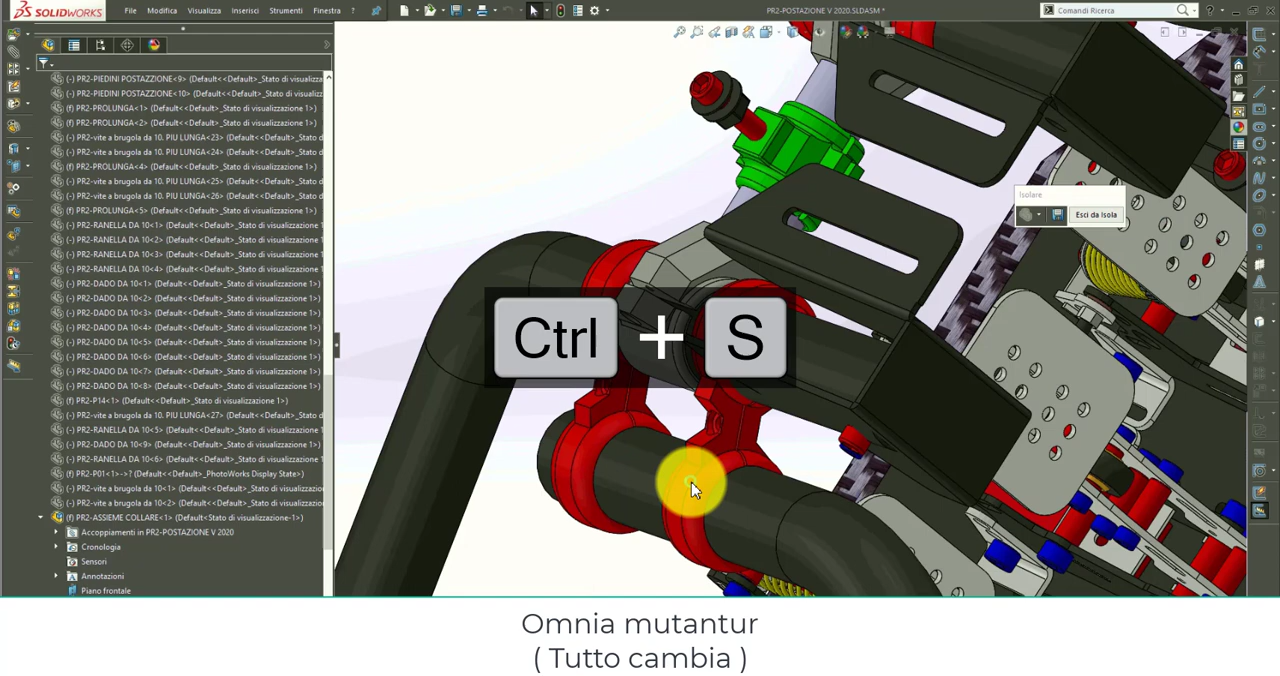 SOLIDWORKS
File Modifica Visualizza Inserisci Strumenti Finestra ?
PR2-POSTAZIONE V 2020.SLDASM *
Comandi Ricerca
(-) PR2-PIEDINI POSTAZZIONE<9> (Default<<Default>_Stato di visualizza
(-) PR2-PIEDINI POSTAZZIONE<10> (Default<<Default>_Stato di visualizz
(f) PR2-PROLUNGA<1> (Default<<Default>_Stato di visualizzazione 1>)
(f) PR2-PROLUNGA<2> (Default<<Default>_Stato di visualizzazione 1>)
(-) PR2-vite a brugola da 10. PIU LUNGA<23> (Default<<Default>_Stato d
(-) PR2-vite a brugola da 10. PIU LUNGA<24> (Default<<Default>_Stato d
(f) PR2-PROLUNGA<4> (Default<<Default>_Stato di visualizzazione 1>)
(-) PR2-vite a brugola da 10. PIU LUNGA<25> (Default<<Default>_Stato d
(-) PR2-vite a brugola da 10. PIU LUNGA<26> (Default<<Default>_Stato d
(f) PR2-PROLUNGA<5> (Default<<Default>_Stato di visualizzazione 1>)
(-) PR2-RANELLA DA 10<1> (Default<<Default>_Stato di visualizzazione 1
(-) PR2-RANELLA DA 10<2> (Default<<Default>_Stato di visualizzazione 1
(-) PR2-RANELLA DA 10<3> (Default<<Default>_Stato di visualizzazione 1
(-) PR2-RANELLA DA 10<4> (Default<<Default>_Stato di visualizzazione 1
(-) PR2-DADO DA 10<1> (Default<<Default>_Stato di visualizzazione 1>)
(-) PR2-DADO DA 10<2> (Default<<Default>_Stato di visualizzazione 1>)
(-) PR2-DADO DA 10<3> (Default<<Default>_Stato di visualizzazione 1>)
(-) PR2-DADO DA 10<4> (Default<<Default>_Stato di visualizzazione 1>)
(-) PR2-DADO DA 10<5> (Default<<Default>_Stato di visualizzazione 1>)
(-) PR2-DADO DA 10<6> (Default<<Default>_Stato di visualizzazione 1>)
(-) PR2-DADO DA 10<7> (Default<<Default>_Stato di visualizzazione 1>)
(-) PR2-DADO DA 10<8> (Default<<Default>_Stato di visualizzazione 1>)
(f) PR2-P14<1> (Default<<Default>_Stato di visualizzazione 1>)
(-) PR2-vite a brugola da 10. PIU LUNGA<27> (Default<<Default>_Stato d
(-) PR2-RANELLA DA 10<5> (Default<<Default>_Stato di visualizzazione 1
(-) PR2-DADO DA 10<9> (Default<<Default>_Stato di visualizzazione 1>)
(-) PR2-RANELLA DA 10<6> (Default<<Default>_Stato di visualizzazione 1
(f) PR2-P01<1>->? (Default<Default>_PhotoWorks Display State>)
(-) PR2-vite a brugola da 10<1> (Default<<Default>_Stato di visualizzazion
(-) PR2-vite a brugola da 10<2> (Default<<Default>_Stato di visualizzazion
(f) PR2-ASSIEME COLLARE<1> (Default<Stato di visualizzazione-1>)
Accoppiamenti in PR2-POSTAZIONE V 2020
Cronologia
Sensori
Annotazioni
Piano frontale
Isolare
Esci da Isola
Ctrl + S
Omnia mutantur
( Tutto cambia )